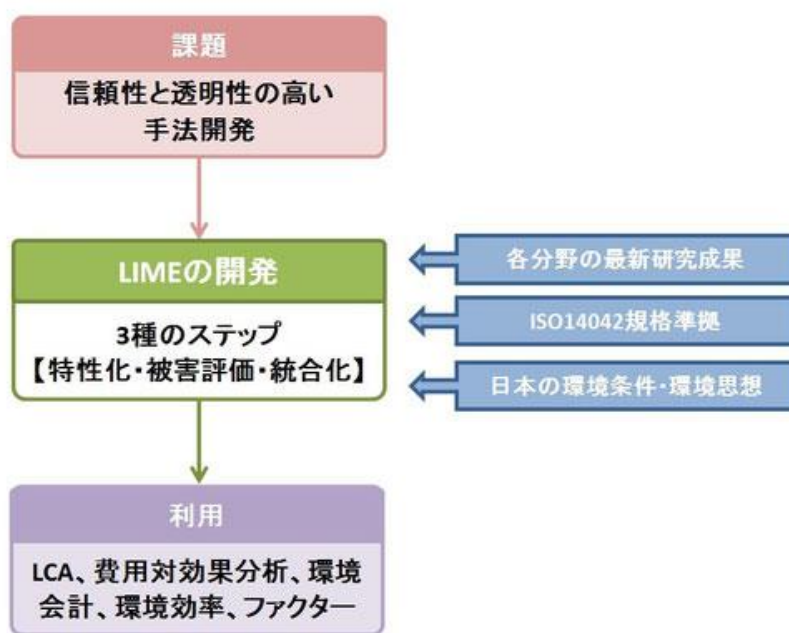 課題
信頼性と透明性の高い
手法開発
LIMEの開発
3種のステップ
【特性化・被害評価・統合化】
各分野の最新研究成果
ISO14042規格準拠
日本の環境条件・環境思想
利用
LCA、費用対効果分析、環境
会計、環境効率、ファクター